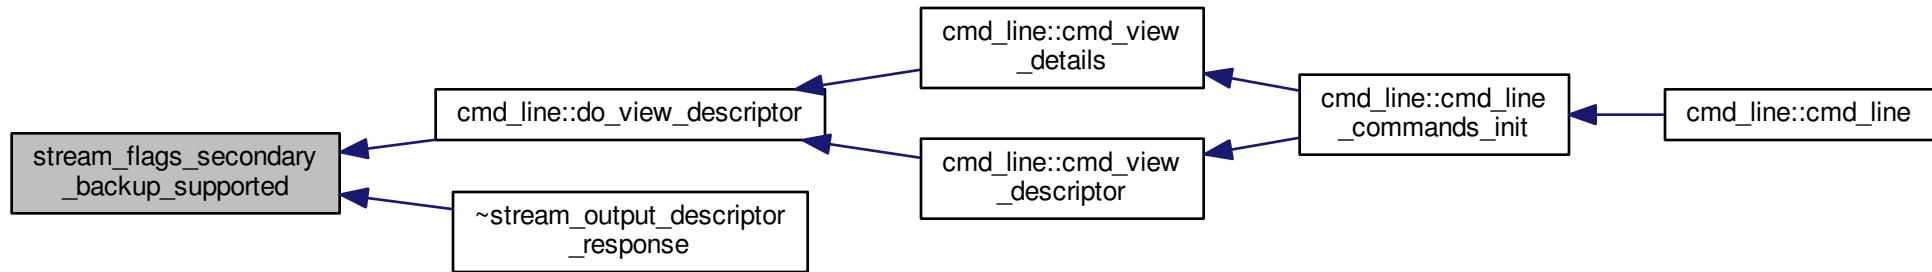 stream_flags_secondary
_backup_supported
cmd_line::do_view_descriptor
~stream_output_descriptor
_response
cmd_line::cmd_view
_details
cmd_line::cmd_view
_descriptor
cmd_line::cmd_line
_commands_init
cmd_line::cmd_line